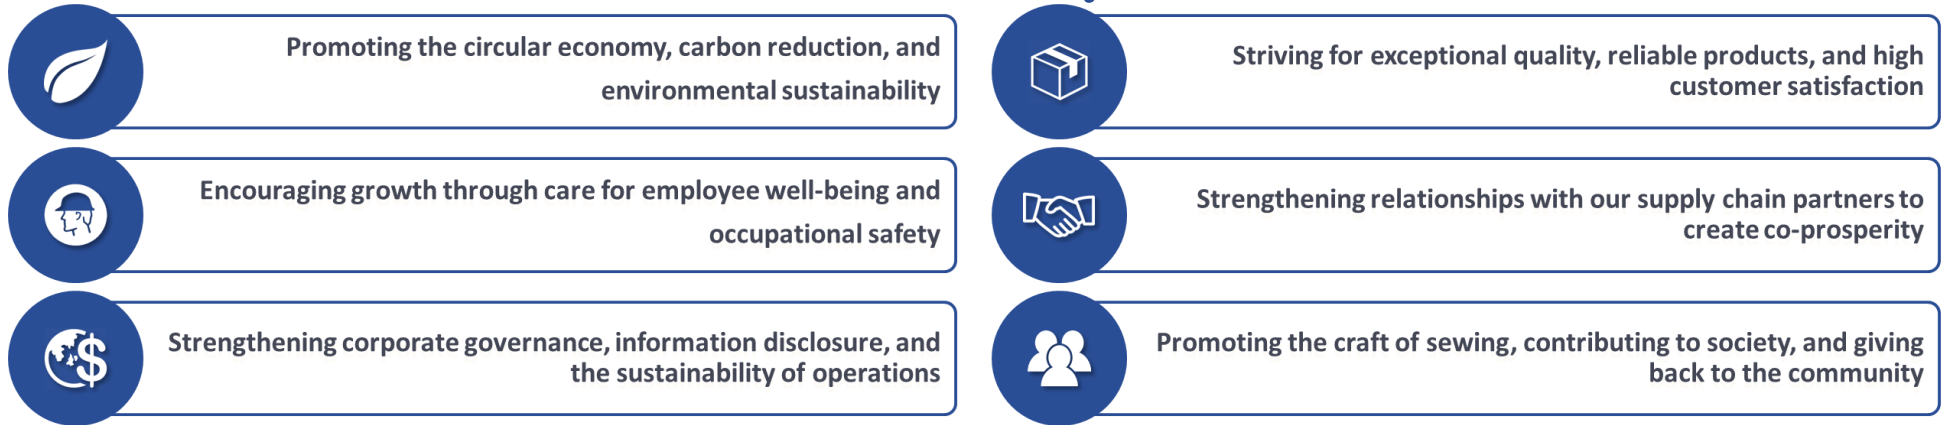 Promoting the circular economy, carbon reduction, and
environmental sustainability
Encouraging growth through care for employee well-being and
occupational safety
Strengthening corporate governance, information disclosure, and
the sustainability of operations
Striving for exceptional quality, reliable products, and high
customer satisfaction
Strengthening relationships with our supply chain partners to
create co-prosperity
Promoting the craft of sewing, contributing to society, and giving
back to the community